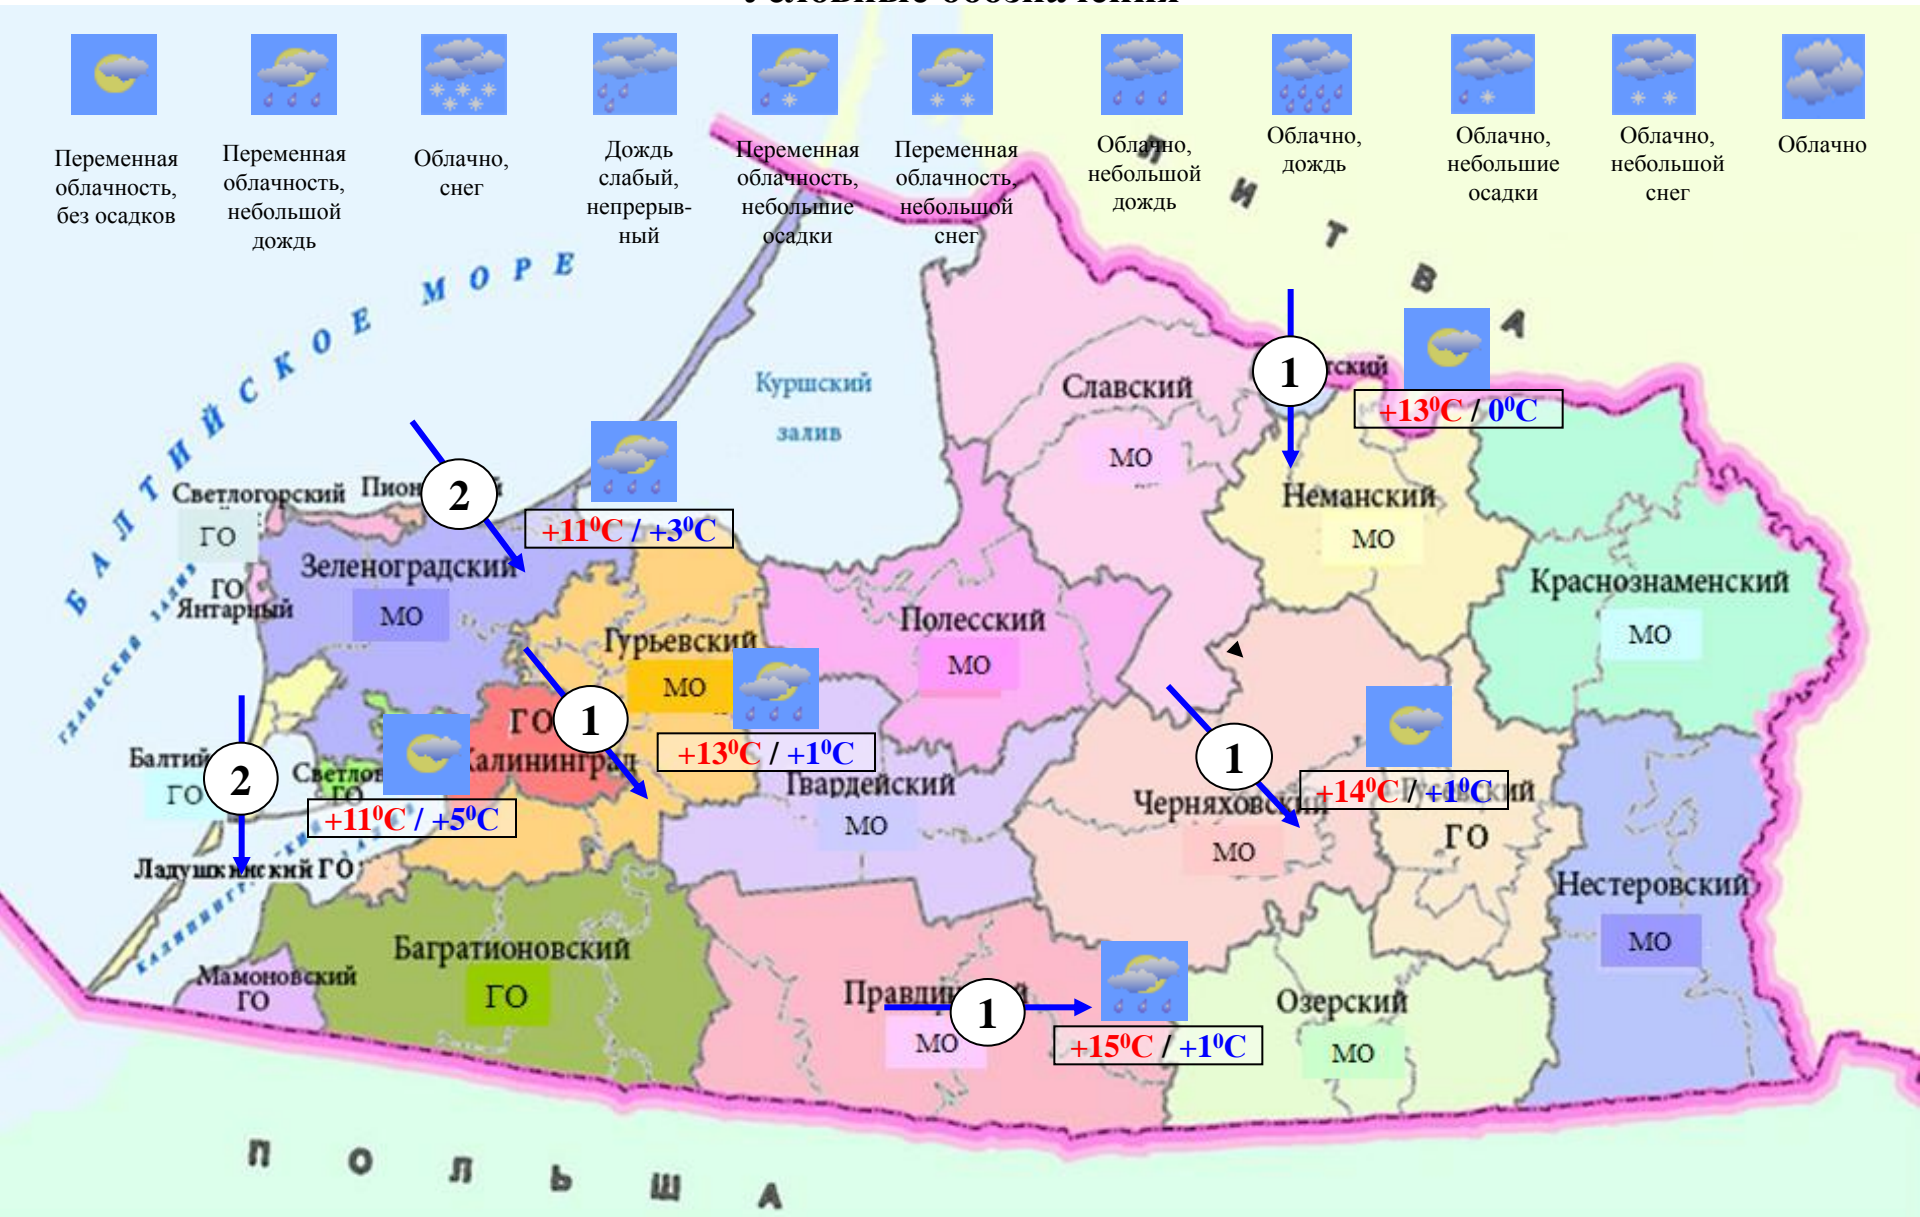 Условные обозначения
Переменная
облачность,
без осадков
Переменная
облачность,
небольшой
дождь
Облачно,
снег
Дождь
слабый,
непрерыв-
ный
Переменная
облачность,
небольшие
осадки
Переменная
облачность,
небольшой
снег
Облачно,
небольшой
дождь
Облачно,
дождь
Облачно,
небольшие
осадки
Облачно,
небольшой
снег
Облачно
БАЛТИЙСКОЕ МОРЕ
ЛИТВА
Куршский
залив
Славский
МО
1
+13⁰С / 0⁰С
Неманский
МО
Краснознаменский
МО
Светлогорский
ГО
2
+11⁰С / +3⁰С
Зеленоградский
МО
ГО
Янтарный
Гурьевский
МО
Полесский
МО
ГО
Калининград
1
+13⁰С / +1⁰С
Гвардейский
МО
2
ГО
ГО
+11⁰С / +5⁰С
Ладушкинский ГО
1
Черняховский
МО
+14⁰С / +1⁰С
ГО
Нестеровский
МО
Багратионовский
ГО
Мамоновский
ГО
1
МО
+15⁰С / +1⁰С
Озерский
МО
ПОЛЬША